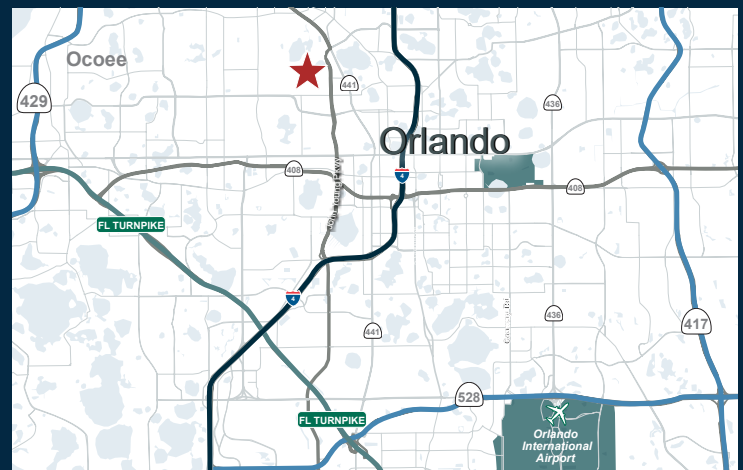 Ocoee
441
429
436
Orlando
408
4
408
John Young Pkwy
FL TURNPIKE
4
436
417
441
528
FL TURNPIKE
Orlando
International
Airport